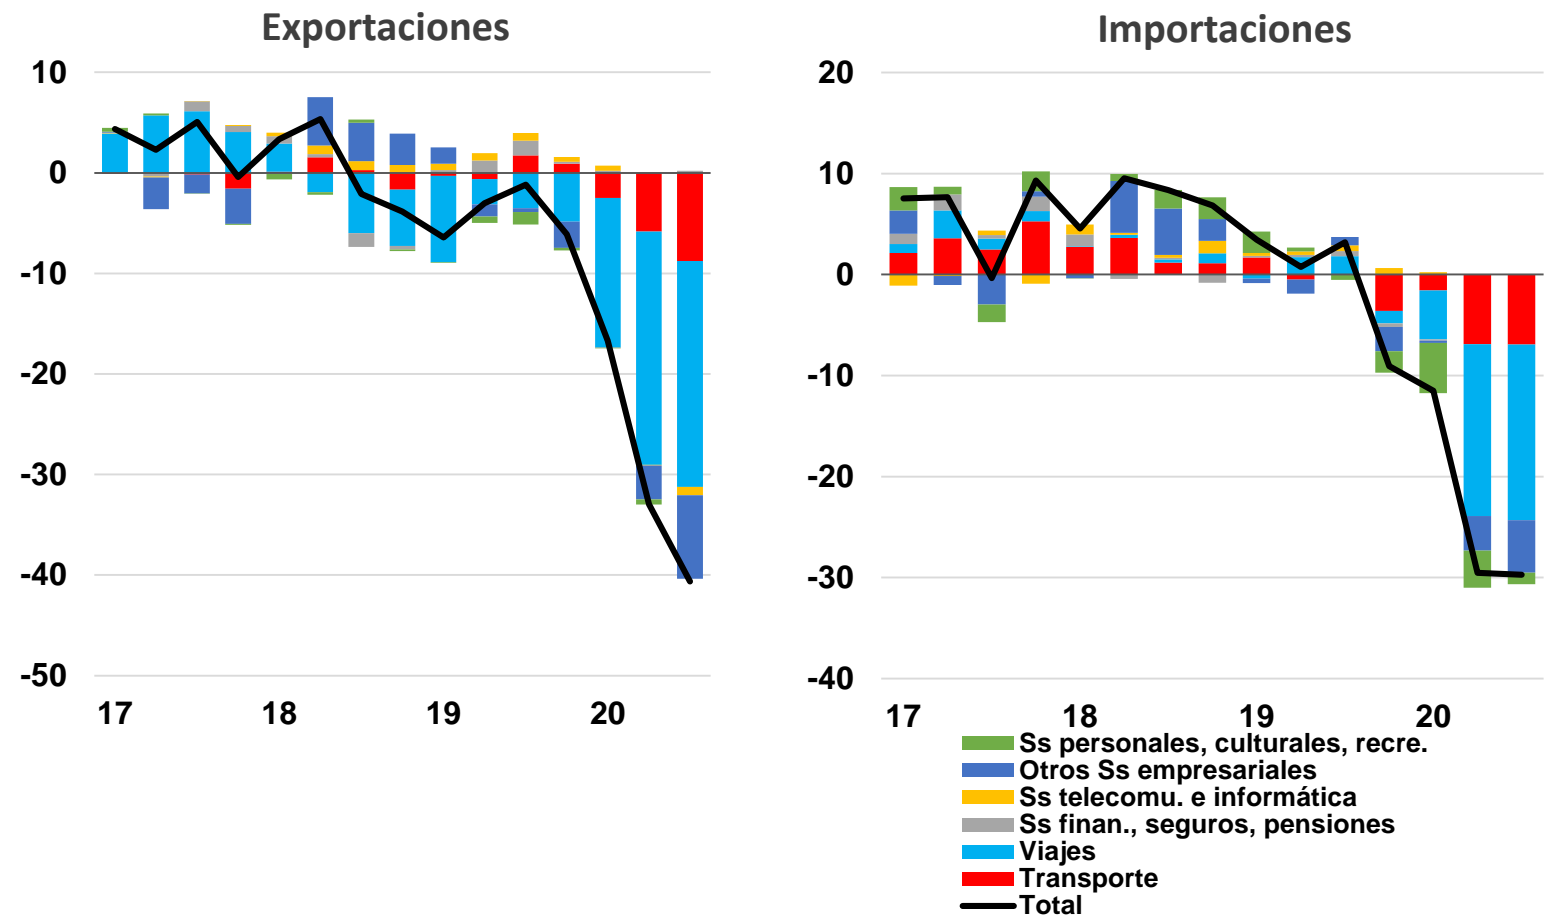 Exportaciones
10
0
-10
-20
-30
-40
-50
17 18 19 20
Importaciones
20
10
0
-10
-20
-30
-40
17 18 19 20
Ss personales, culturales, recre.
Otros Ss empresariales
Ss telecomu. e informática
Ss finan., seguros, pensiones
Viajes
Transporte
Total